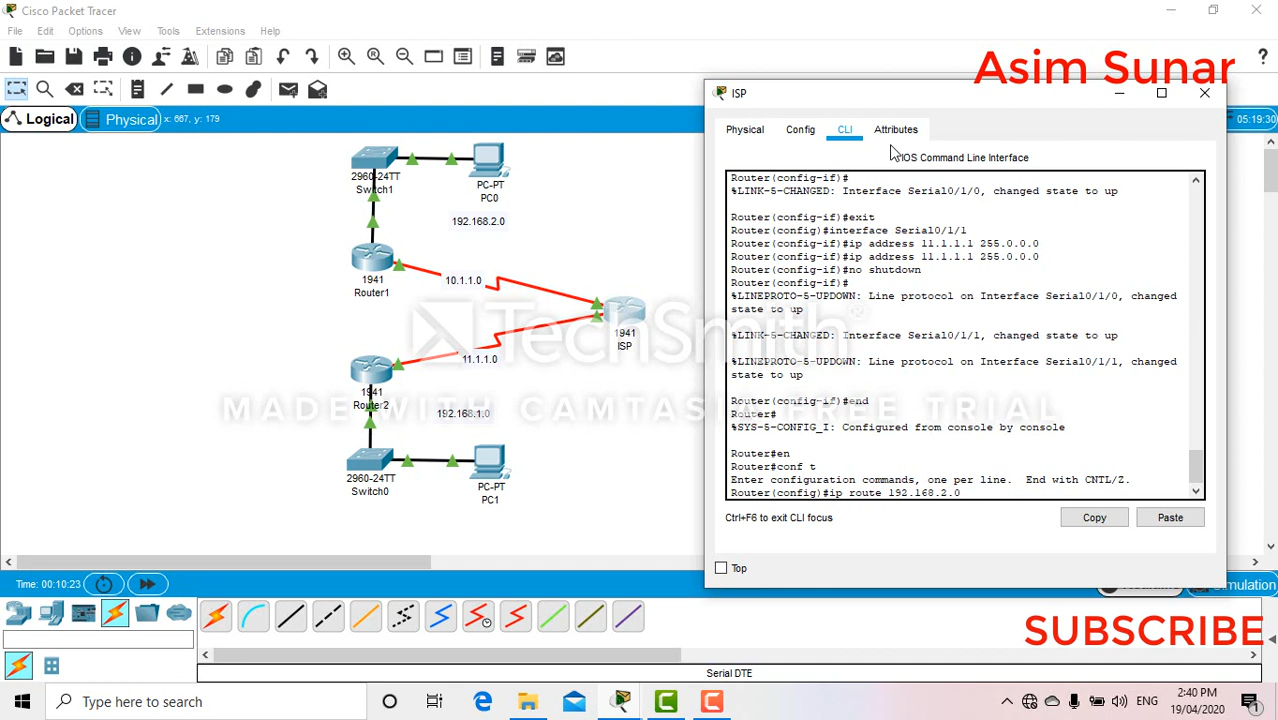 Cisco Packet Tracer
File Edit Options View Tools Extensions Help
Asim Sunar
Logical Physical x: 667, y: 179
05:19:30
ISP
Physical Config CLI Attributes
IOS Command Line Interface
Router(config-if)#
%LINK-5-CHANGED: Interface Serial0/1/0, changed state to up
Router(config-if)#exit
Router(config)#interface Serial0/1/1
Router(config-if)#ip address 11.1.1.1 255.0.0.0
Router(config-if)#ip address 11.1.1.1 255.0.0.0
Router(config-if)#no shutdown
Router(config-if)#
%LINEPROTO-5-UPDOWN: Line protocol on Interface Serial0/1/0, changed
state to up
%LINK-5-CHANGED: Interface Serial0/1/1, changed state to up
%LINEPROTO-5-UPDOWN: Line protocol on Interface Serial0/1/1, changed
state to up
Router(config-if)#end
Router#
%SYS-5-CONFIG_I: Configured from console by console
Router#en
Router#conf t
Enter configuration commands, one per line. End with CNTL/Z.
Router(config)#ip route 192.168.2.0
Ctrl+F6 to exit CLI focus
Copy
Paste
Top
2960-24TT
Switch1
PC-PT
PC0
192.168.2.0
1941
Router1
10.1.1.0
1941
ISP
11.1.1.0
1941
Router2
192.168.1.0
2960-24TT
Switch0
PC-PT
PC1
TechSmith®
MADE WITH CAMTASIA FREE TRIAL
Time: 00:10:23
Simulation
SUBSCRIBE
Serial DTE
Type here to search
ENG
2:40 PM
19/04/2020
1